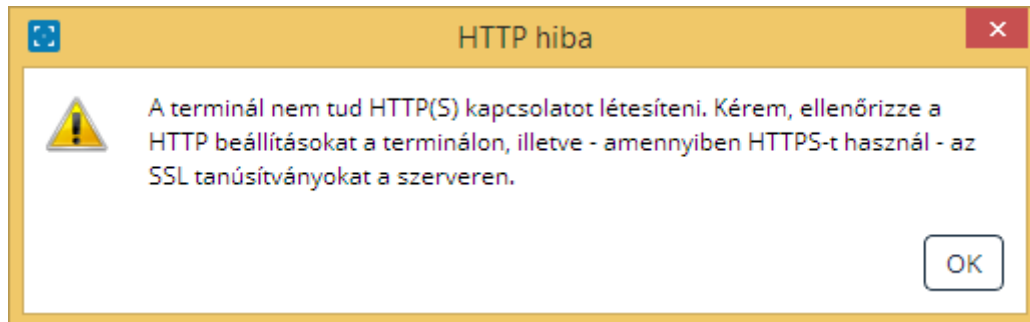 HTTP hiba
A terminál nem tud HTTP(S) kapcsolatot létesíteni. Kérem, ellenőrizze a
HTTP beállításokat a terminálon, illetve - amennyiben HTTPS-t használ - az
SSL tanúsítványokat a szerveren.
OK